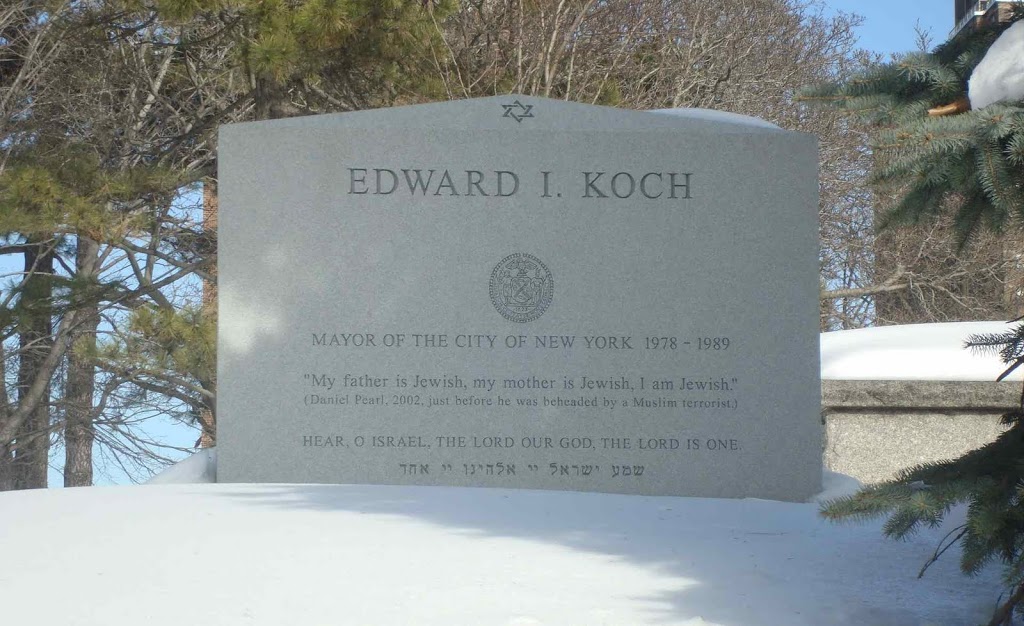 EDWARD I. KOCH
MAYOR OF THE CITY OF NEW YORK 1978 - 1989
"My father is Jewish, my mother is Jewish, I am Jewish."
(Daniel Pearl, 2002, just before he was beheaded by a Muslim terrorist.)
HEAR, O ISRAEL, THE LORD OUR GOD, THE LORD IS ONE.
שמע ישראל יי אלהינו יי אחד